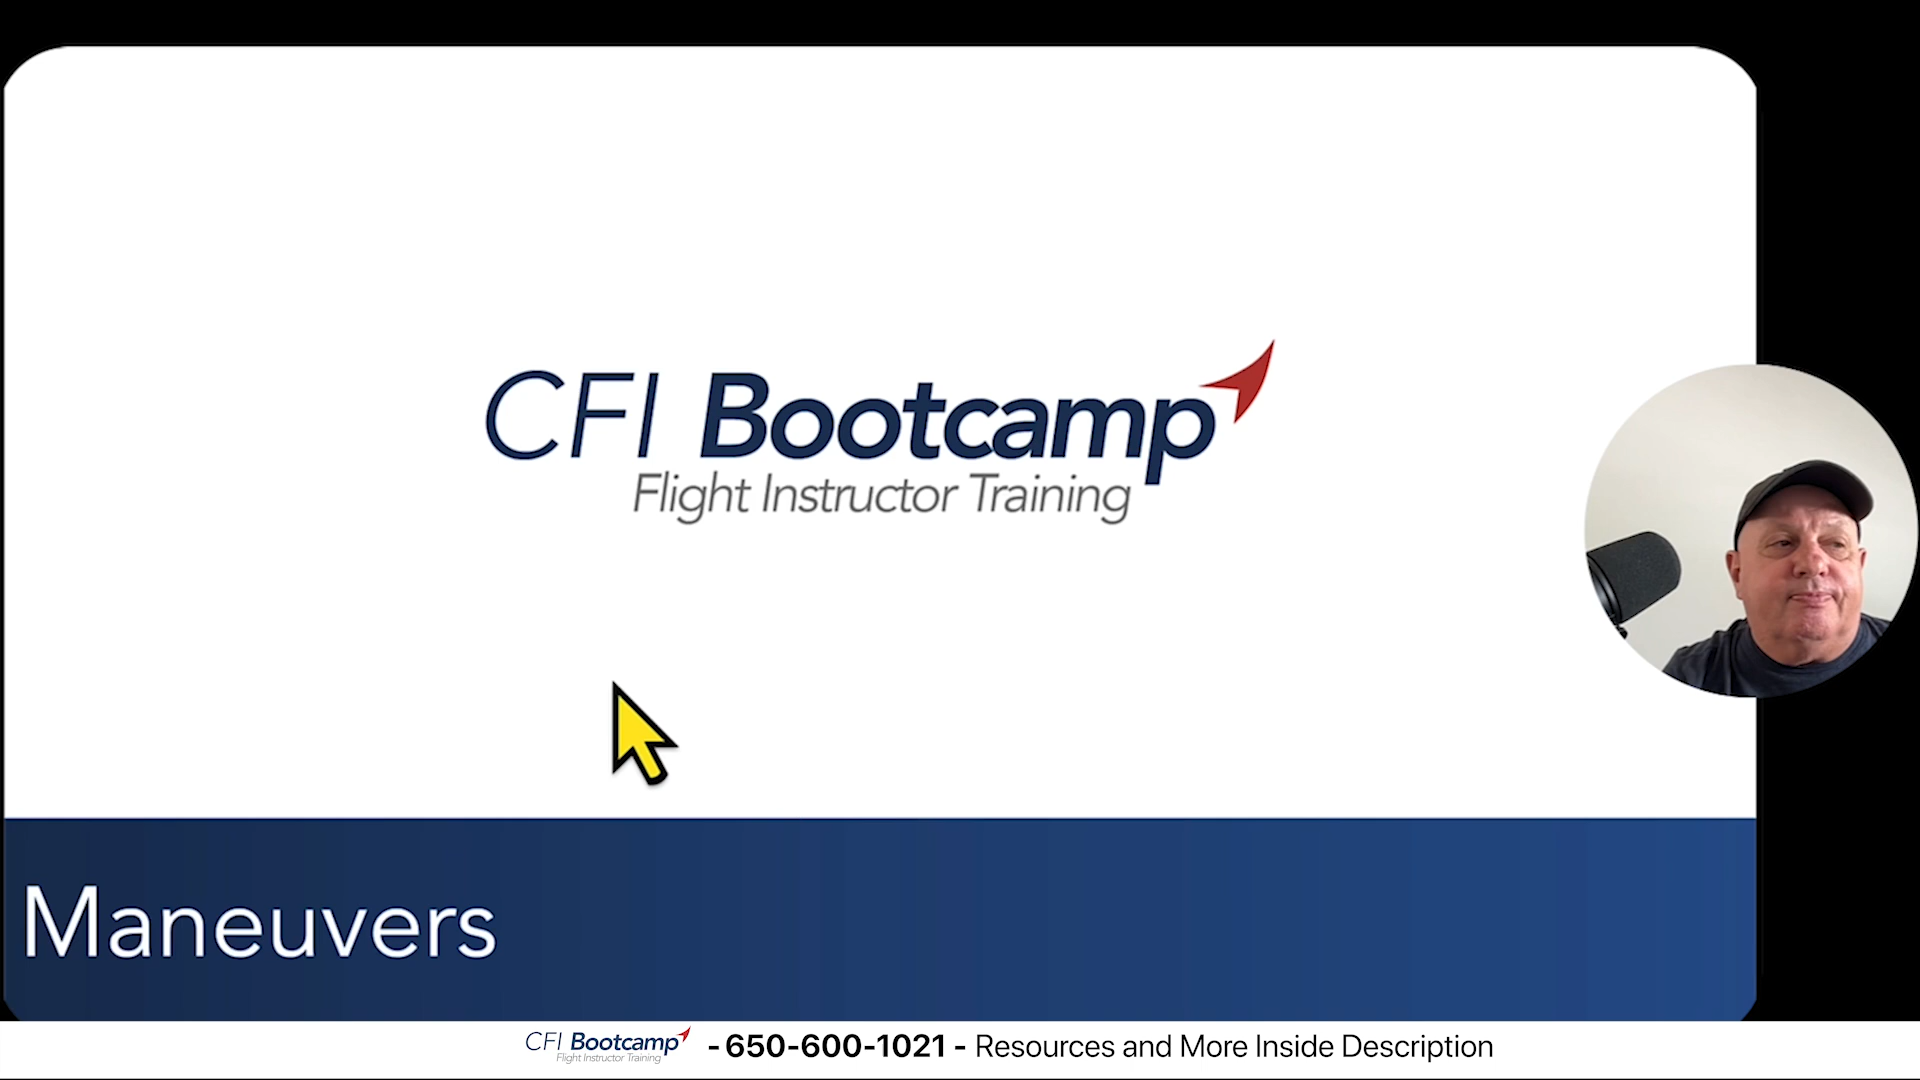 CFI Bootcamp
Flight Instructor Training
Maneuvers
CFI Bootcamp
Flight Instructor Training
- 650-600-1021 - Resources and More Inside Description